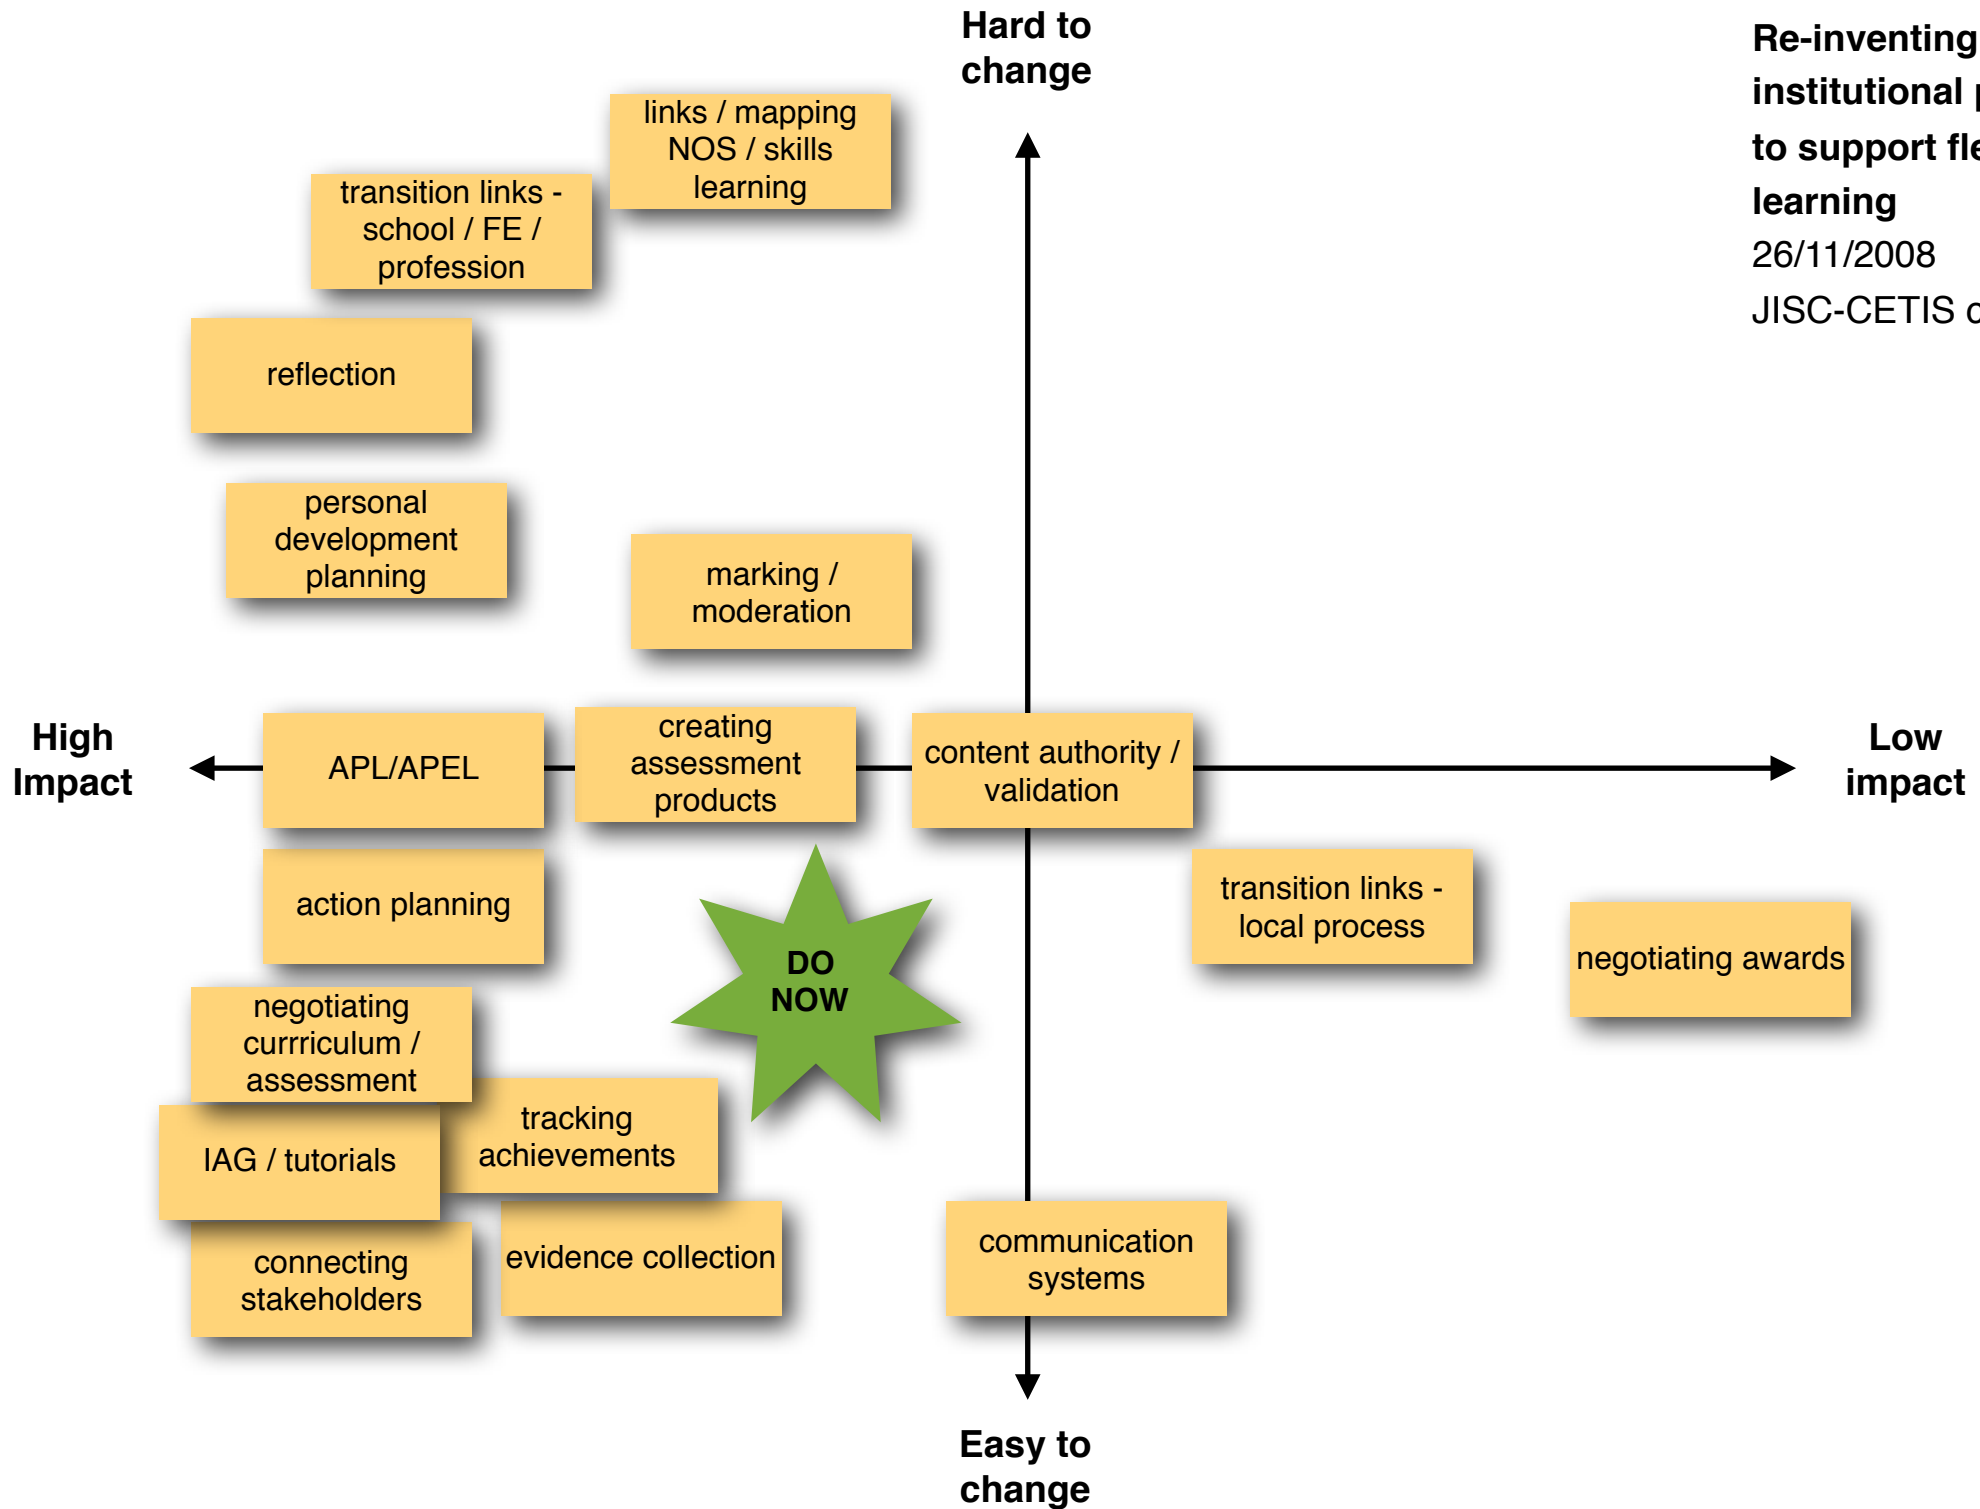 Hard to
change
Re-inventing
institutional
to support
learning
26/11/2008
JISC-CETIS
links / mapping
NOS / skills
learning
transition links -
school / FE /
profession
reflection
personal
development
planning
marking /
moderation
High
Impact
APL/APEL
creating
assessment
products
content authority /
validation
Low
impact
action planning
DO
NOW
transition links -
local process
negotiating awards
negotiating
currriculum /
assessment
tracking
achievements
IAG / tutorials
connecting
stakeholders
evidence collection
communication
systems
Easy to
change